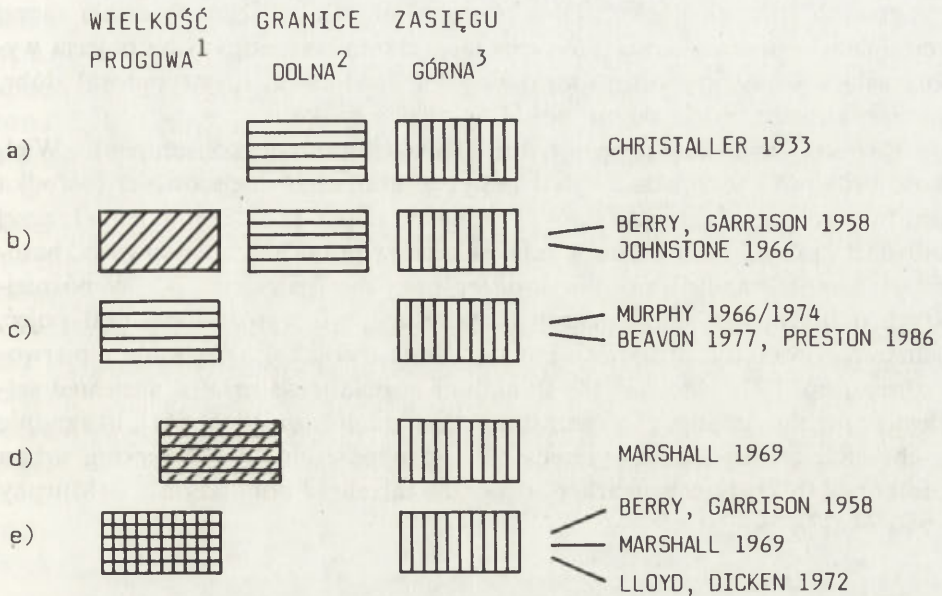 WIELKOŚĆ GRANICE ZASIĘGU
PROGOWA1 DOLNA2 GÓRNA3
a) CHRISTALLER 1933
b) BERRY, GARRISON 1958
JOHNSTONE 1966
c) MURPHY 1966/1974
BEAVON 1977, PRESTON 1986
d) MARSHALL 1969
e) BERRY, GARRISON 1958
MARSHALL 1969
LLOYD, DICKEN 1972